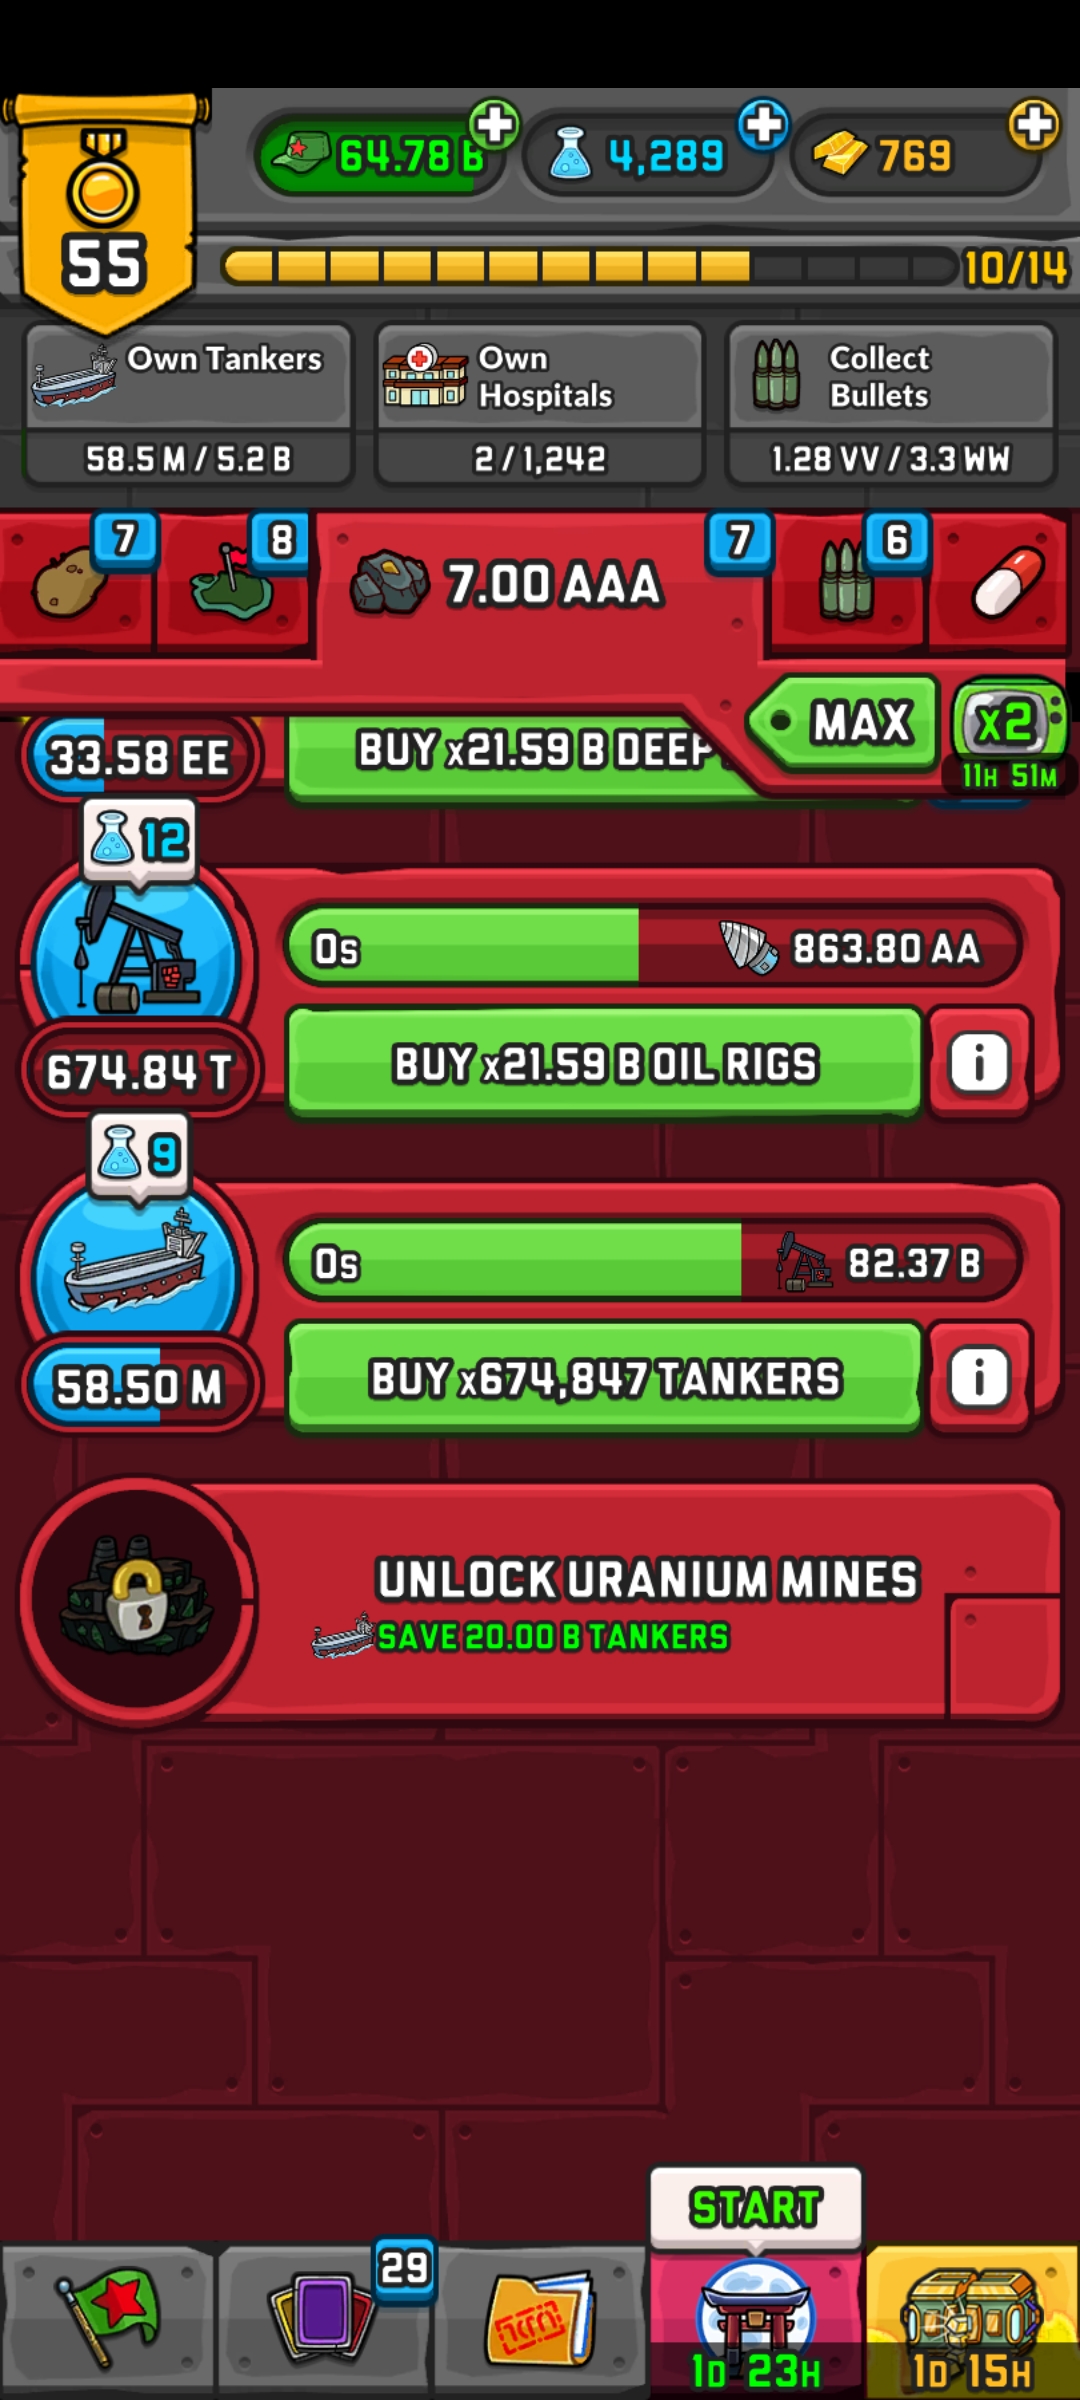 64.78 B
4,289
769
55
10/14
Own Tankers
58.5 M / 5.2 B
Own
Hospitals
2 / 1,242
Collect
Bullets
1.28 VV / 3.3 WW
7
8
7.00 AAA
7
6
MAX
x2
11H 51M
33.58 EE
BUY x21.59 B DEEP
12
0s
863.80 AA
674.84 T
BUY x21.59 B OIL RIGS
i
9
0s
82.37 B
58.50 M
BUY x674,847 TANKERS
i
UNLOCK URANIUM MINES
SAVE 20.00 B TANKERS
START
29
1D 23H
1D 15H